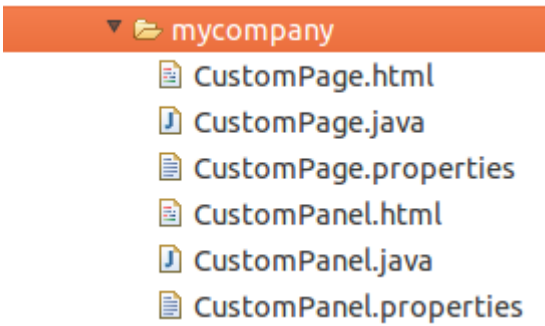 mycompany
CustomPage.html
CustomPage.java
CustomPage.properties
CustomPanel.html
CustomPanel.java
CustomPanel.properties